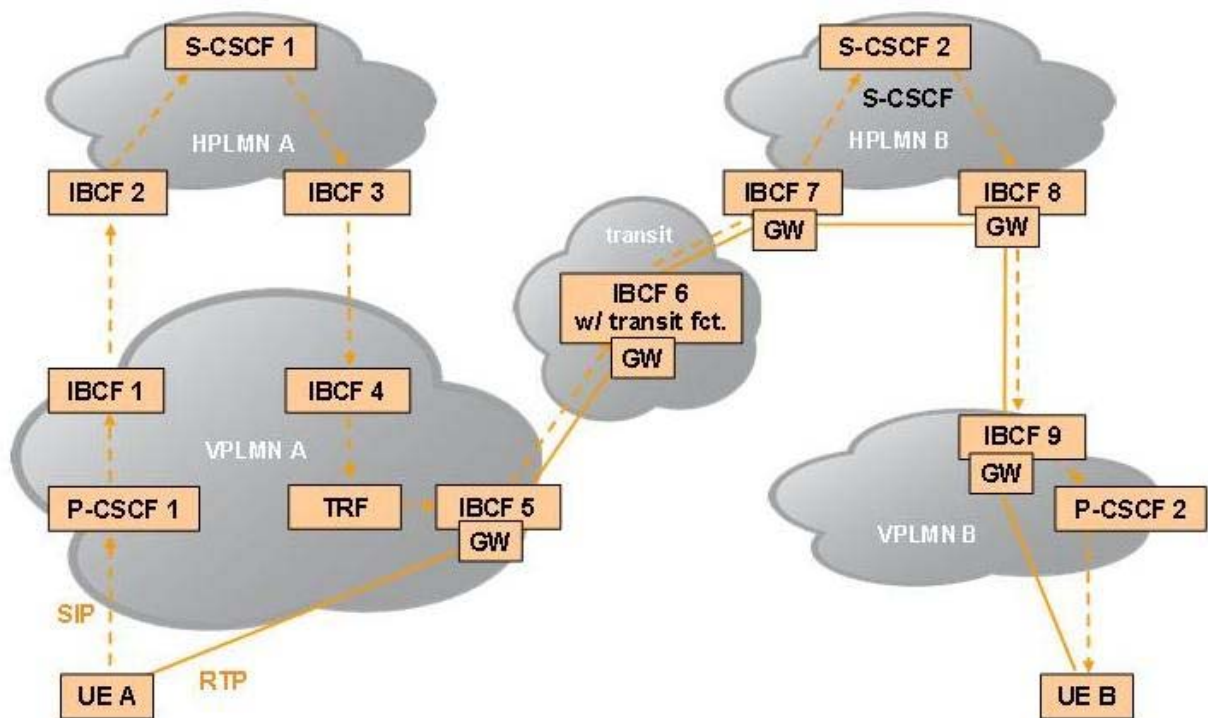 S-CSCF 1
HPLMN A
IBCF 2
IBCF 3
IBCF 1
IBCF 4
VPLMN A
P-CSCF 1
TRF
IBCF 5
GW
SIP
RTP
UE A
transit
IBCF 6
w/ transit fct.
GW
S-CSCF 2
S-CSCF
HPLMN B
IBCF 7
GW
IBCF 8
GW
IBCF 9
GW
P-CSCF 2
VPLMN B
UE B